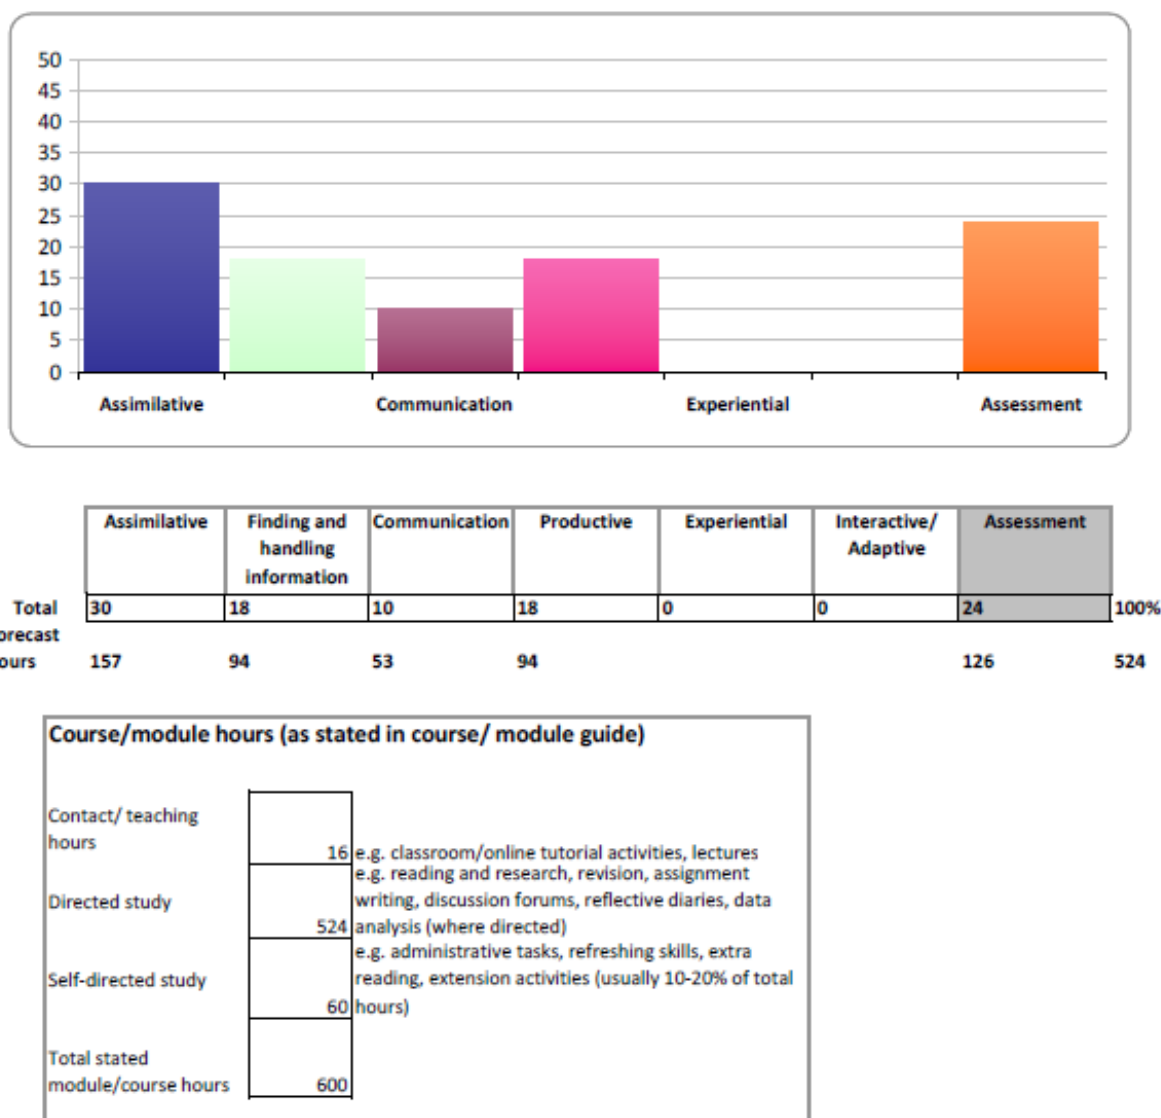 50
45
40
35
30
25
20
15
10
5
0
Assimilative Communication Experiential Assessment
Assimilative Finding and handling information Communication Productive Experiential Interactive/ Adaptive Assessment
Total 30 18 10 18 0 0 24 100%
orecast
ours 157 94 53 94 126 524
Course/module hours (as stated in course/ module guide)
Contact/ teaching
hours
16 e.g. classroom/online tutorial activities, lectures
Directed study
e.g. reading and research, revision, assignment
writing, discussion forums, reflective diaries, data
524 analysis (where directed)
Self-directed study
e.g. administrative tasks, refreshing skills, extra
reading, extension activities (usually 10-20% of total
60 hours)
Total stated
module/course hours 600